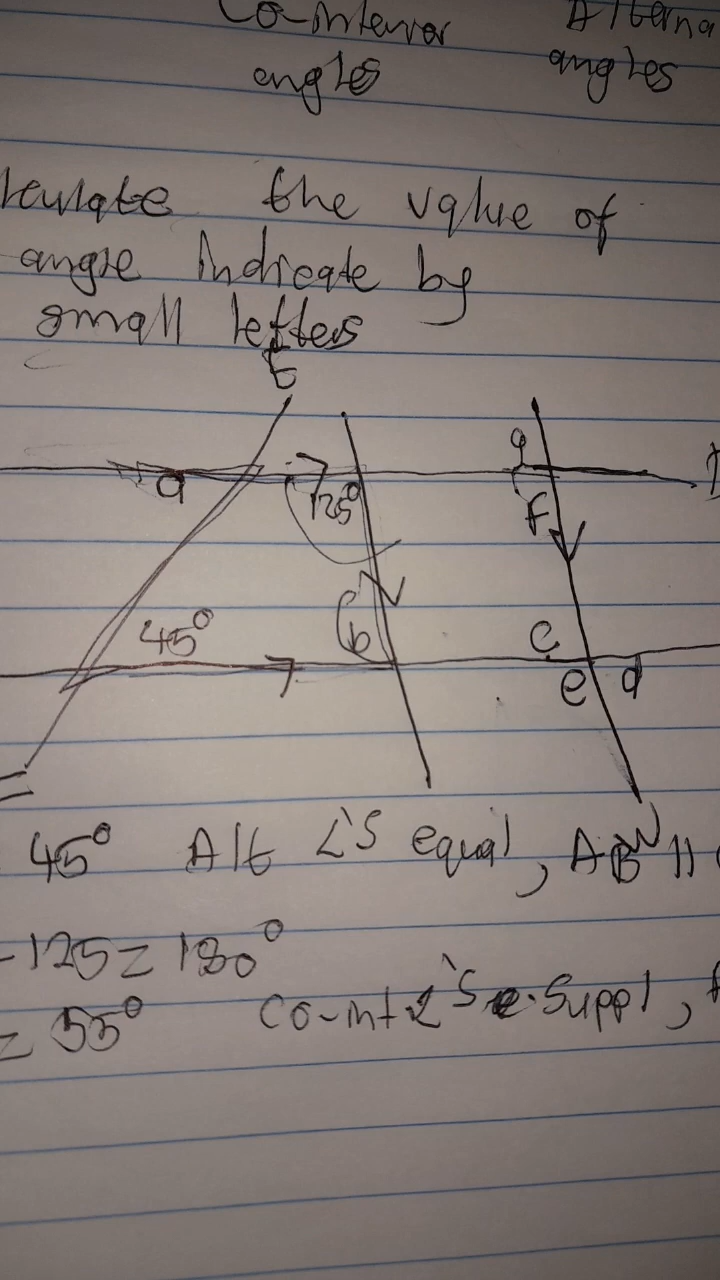 Co-interior Alterna
angles angles
lculate the value of
angle indicate by
small letters
t
a 125° g
f
45° b c
e d
45° Alt ∠'S equal, AB ||
-125 = 180°
= 55° Co-int ∠'S Suppl,